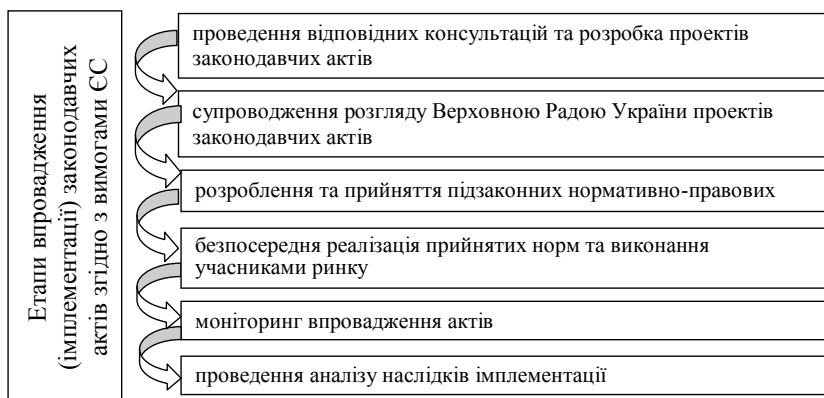 Етапи впровадження
(імплементації) законодавчих
актів згідно з вимогами ЄС
проведення відповідних консультацій та розробка проектів
законодавчих актів
супроводження розгляду Верховною Радою України проектів
законодавчих актів
розроблення та прийняття підзаконних нормативно-правових
безпосередня реалізація прийнятих норм та виконання
учасниками ринку
моніторинг впровадження актів
проведення аналізу наслідків імплементації